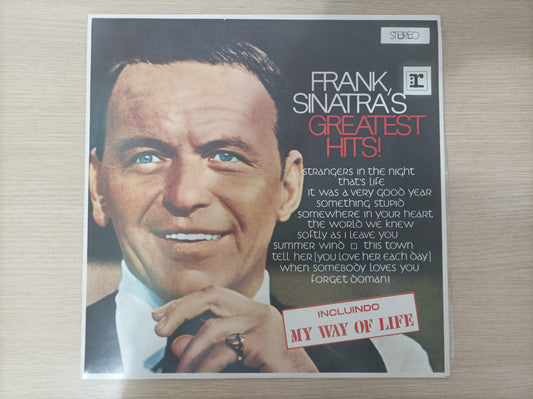 STEREO
r
FRANK
SINATRA'S
GREATEST
HITS!
strangers in the night
that's life
it was a very good year
something stupid
somewhere in your heart
the world we knew
softly as i leave you
summer wind □ this town
tell her [you love her each day]
when somebody loves you
forget domani
INCLUINDO
MY WAY OF LIFE